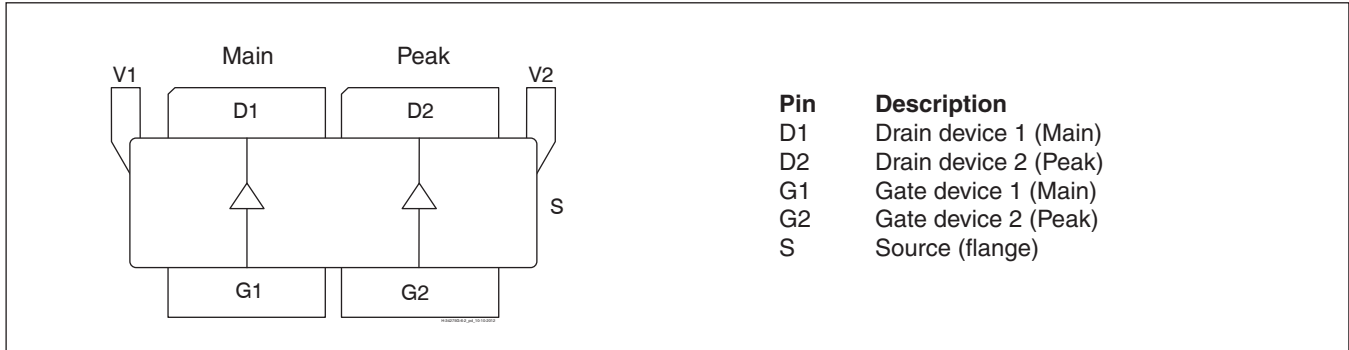 Main Peak
V1 V2
D1 D2
S
G1 G2
Pin Description
D1 Drain device 1 (Main)
D2 Drain device 2 (Peak)
G1 Gate device 1 (Main)
G2 Gate device 2 (Peak)
S Source (flange)